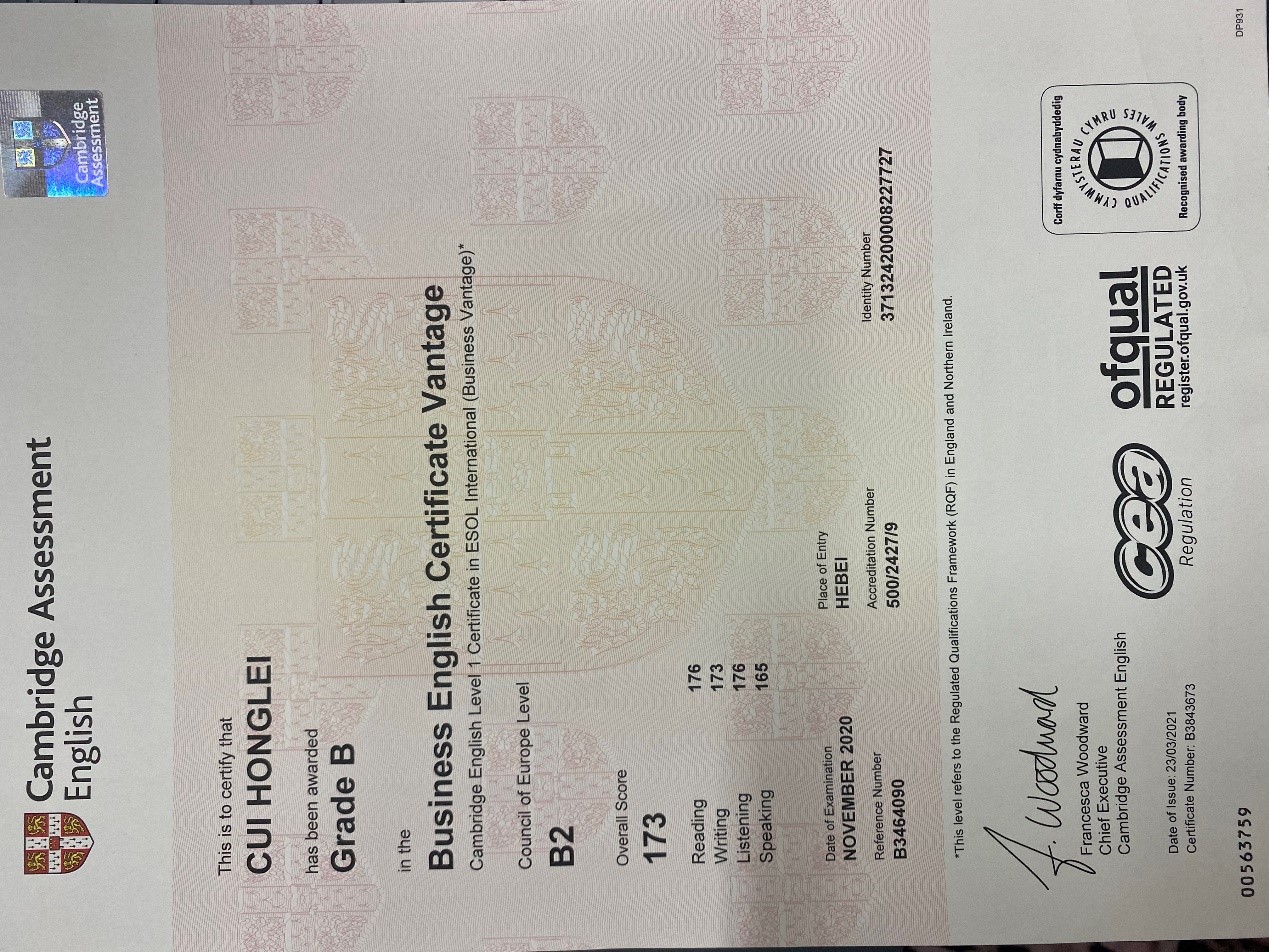 Cambridge Assessment
English
Cambridge
Assessment
This is to certify that
CUI HONGLEI
has been awarded
Grade B
in the
Business English Certificate Vantage
Cambridge English Level 1 Certificate in ESOL International (Business Vantage)*
Council of Europe Level
B2
Overall Score
173
Reading 176
Writing 173
Listening 176
Speaking 165
Date of Examination
NOVEMBER 2020
Place of Entry
HEBEI
Identity Number
371324200008227727
Reference Number
B3464090
Accreditation Number
500/2427/9
*This level refers to the Regulated Qualifications Framework (RQF) in England and Northern Ireland.
J. Woodward
Francesca Woodward
Chief Executive
Cambridge Assessment English
Date of Issue: 23/03/2021
Certificate Number: B3843673
ccea
Regulation
ofqual
REGULATED
register.ofqual.gov.uk
Corff dyfarnu cydnabyddedig
CYMWYSTERAU CYMRU
QUALIFICATIONS WALES
Recognised awarding body
00563759
DP931